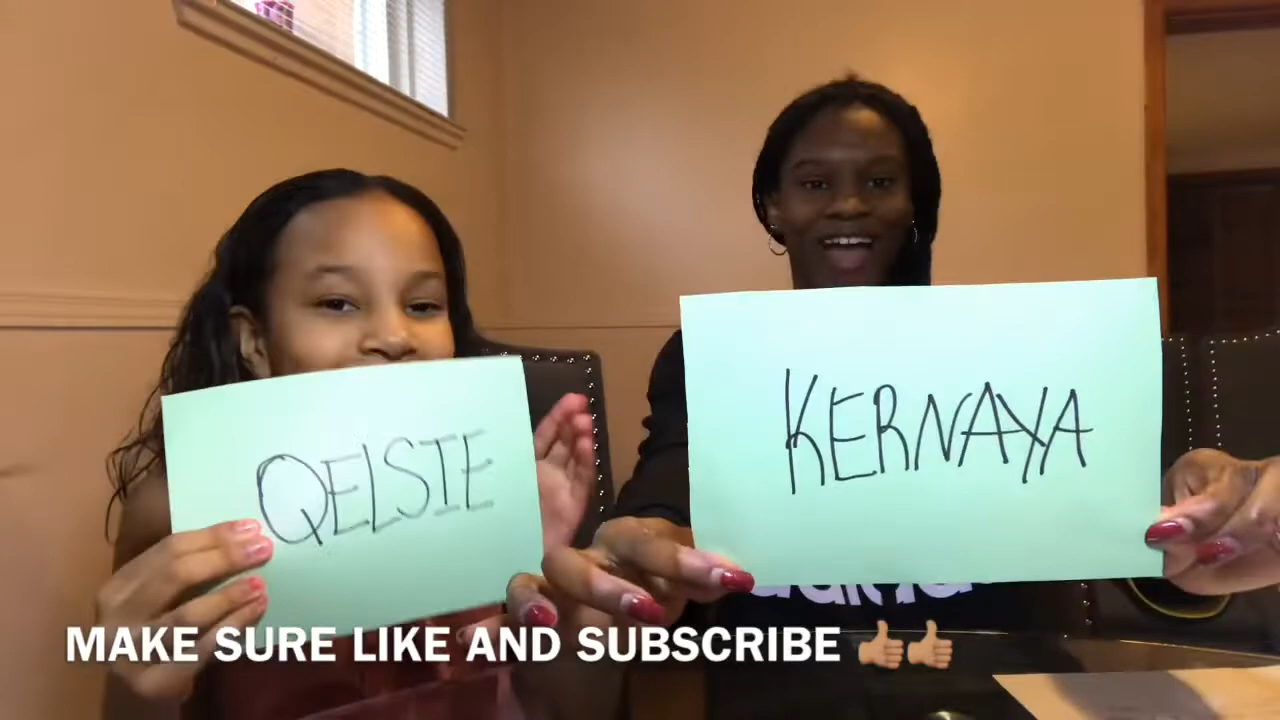 QELSIE
KERNAYA
MAKE SURE LIKE AND SUBSCRIBE 👍🏽👍🏽